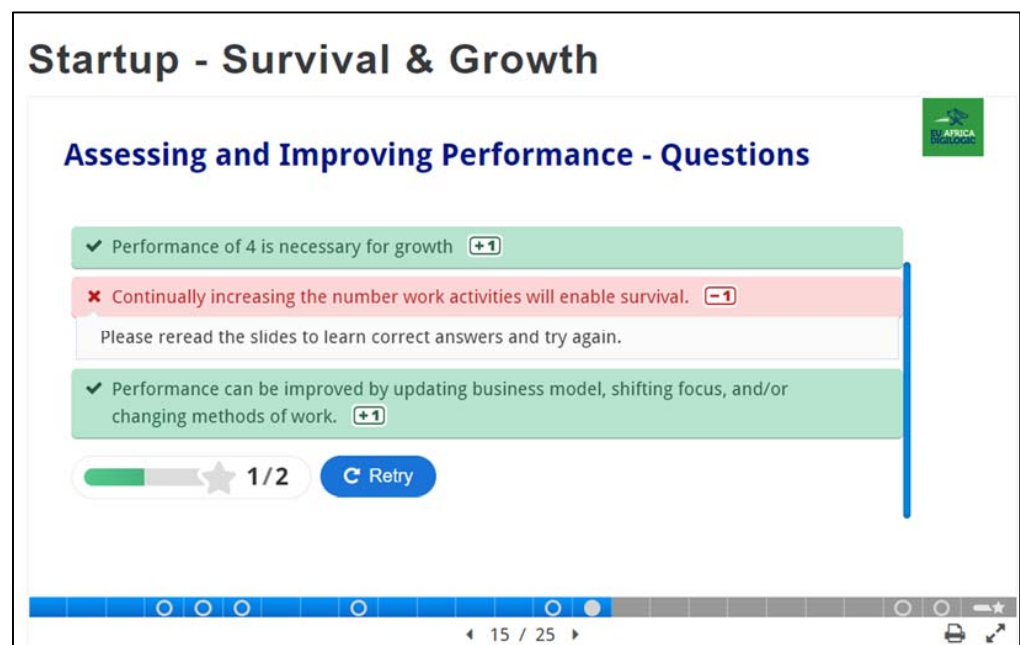 Startup - Survival & Growth
EU AFRICA
DIGILOGIC
Assessing and Improving Performance - Questions
Performance of 4 is necessary for growth +1
Continually increasing the number work activities will enable survival. -1
Please reread the slides to learn correct answers and try again.
Performance can be improved by updating business model, shifting focus, and/or
changing methods of work. +1
1/2 Retry
15 / 25